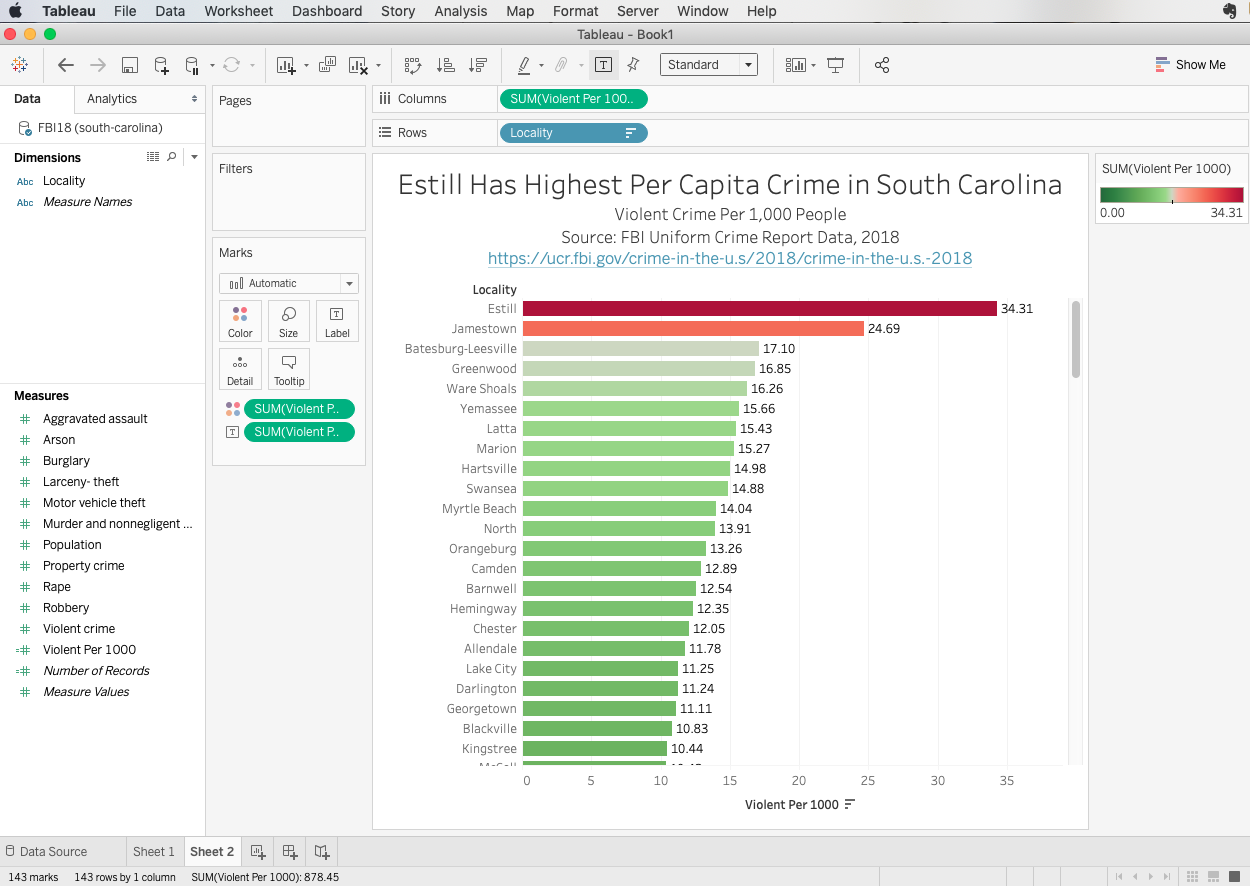 Tableau File Data Worksheet Dashboard Story Analysis Map Format Server Window Help
Tableau - Book1
Standard
Show Me
Data
Analytics
FBI18 (south-carolina)
Dimensions
Abc Locality
Abc Measure Names
Measures
Aggravated assault
Arson
Burglary
Larceny- theft
Motor vehicle theft
Murder and nonnegligent ...
Population
Property crime
Rape
Robbery
Violent crime
Violent Per 1000
Number of Records
Measure Values
Pages
Filters
Marks
Automatic
Color Size Label
Detail Tooltip
SUM(Violent P..
T SUM(Violent P..
Columns SUM(Violent Per 100..
Rows Locality
Estill Has Highest Per Capita Crime in South Carolina
Violent Crime Per 1,000 People
Source: FBI Uniform Crime Report Data, 2018
https://ucr.fbi.gov/crime-in-the-u.s/2018/crime-in-the-u.s.-2018
Locality
Estill 34.31
Jamestown 24.69
Batesburg-Leesville 17.10
Greenwood 16.85
Ware Shoals 16.26
Yemassee 15.66
Latta 15.43
Marion 15.27
Hartsville 14.98
Swansea 14.88
Myrtle Beach 14.04
North 13.91
Orangeburg 13.26
Camden 12.89
Barnwell 12.54
Hemingway 12.35
Chester 12.05
Allendale 11.78
Lake City 11.25
Darlington 11.24
Georgetown 11.11
Blackville 10.83
Kingstree 10.44
0 5 10 15 20 25 30 35
Violent Per 1000
SUM(Violent Per 1000)
0.00 34.31
Data Source Sheet 1 Sheet 2
143 marks 143 rows by 1 column SUM(Violent Per 1000): 878.45